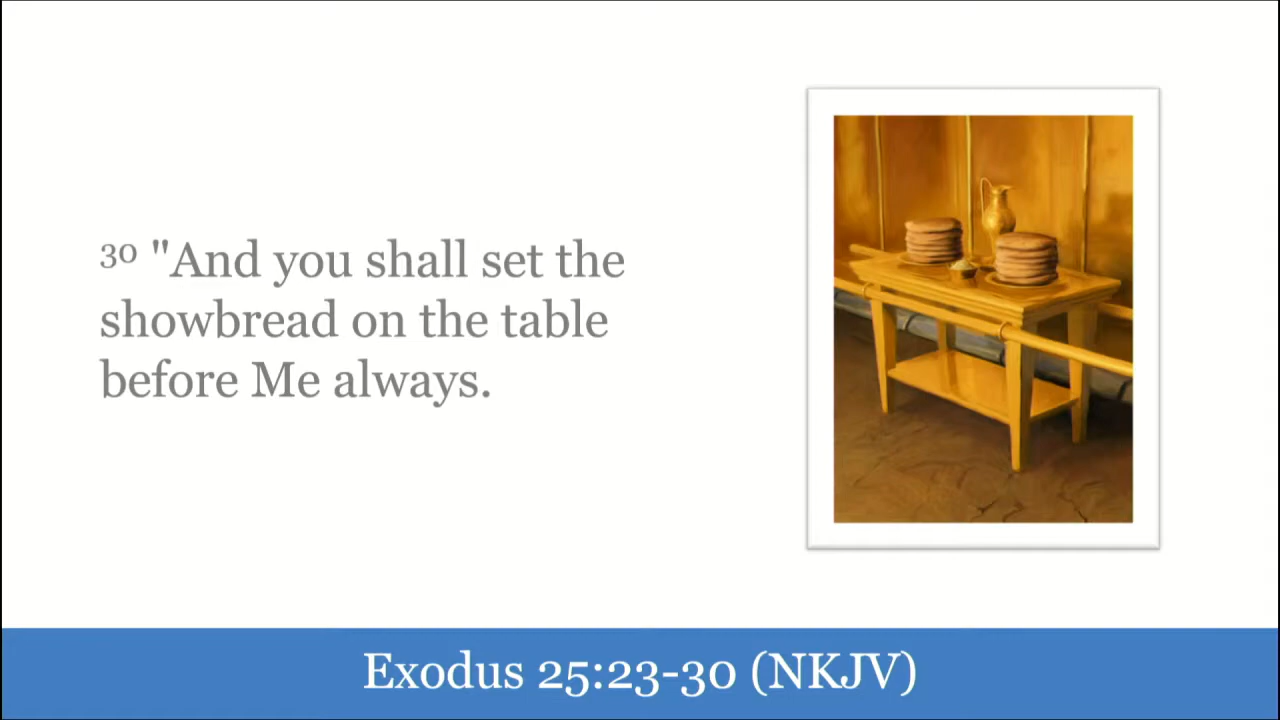 30 "And you shall set the
showbread on the table
before Me always.
Exodus 25:23-30 (NKJV)